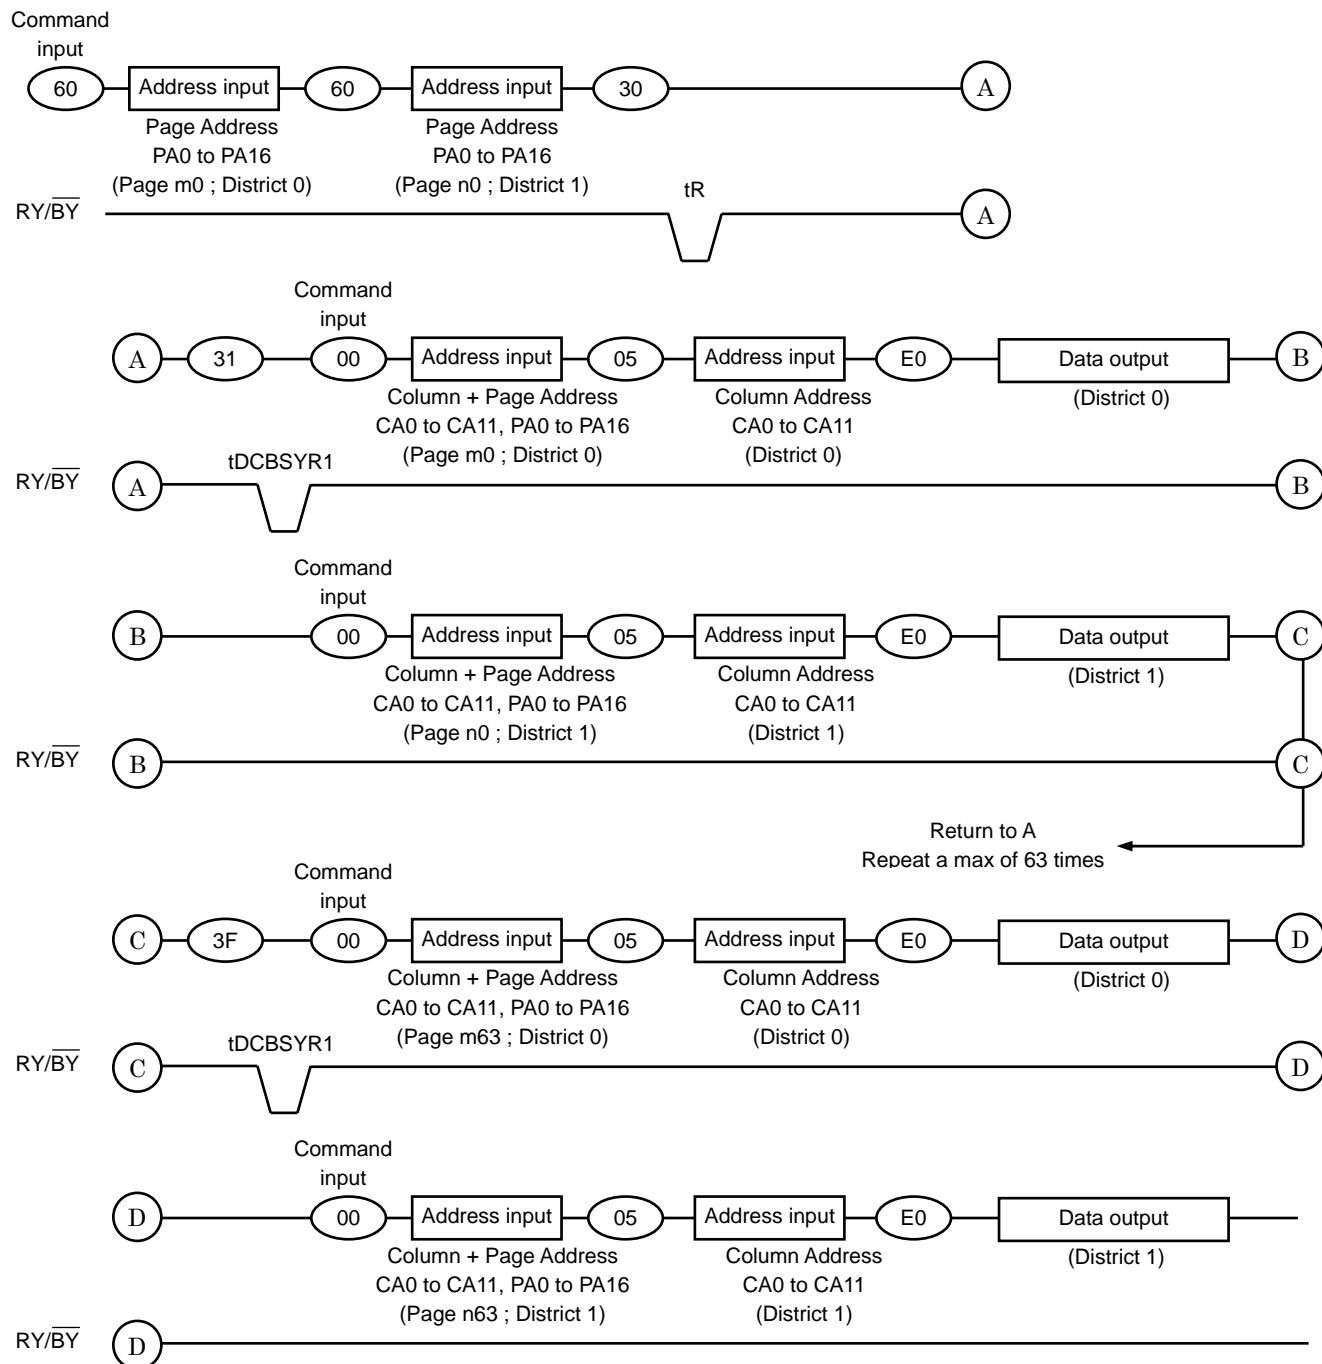 Command
input
60 Address input 60 Address input 30 A
Page Address Page Address
PA0 to PA16 PA0 to PA16
(Page m0 ; District 0) (Page n0 ; District 1)
tR
RY/BY A
Command
input
A 31 00 Address input 05 Address input E0 Data output B
Column + Page Address Column Address (District 0)
CA0 to CA11, PA0 to PA16 CA0 to CA11
(Page m0 ; District 0) (District 0)
tDCBSYR1
RY/BY A B
Command
input
B 00 Address input 05 Address input E0 Data output C
Column + Page Address Column Address (District 1)
CA0 to CA11, PA0 to PA16 CA0 to CA11
(Page n0 ; District 1) (District 1)
RY/BY B C
Return to A
Repeat a max of 63 times
Command
input
C 3F 00 Address input 05 Address input E0 Data output D
Column + Page Address Column Address (District 0)
CA0 to CA11, PA0 to PA16 CA0 to CA11
(Page m63 ; District 0) (District 0)
tDCBSYR1
RY/BY C D
Command
input
D 00 Address input 05 Address input E0 Data output
Column + Page Address Column Address (District 1)
CA0 to CA11, PA0 to PA16 CA0 to CA11
(Page n63 ; District 1) (District 1)
RY/BY D